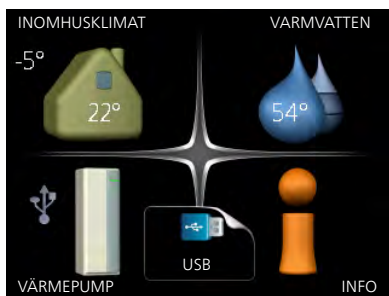 INOMHUSKLIMAT
VARMVATTEN
-5°
22°
54°
USB
VÄRMEPUMP
INFO